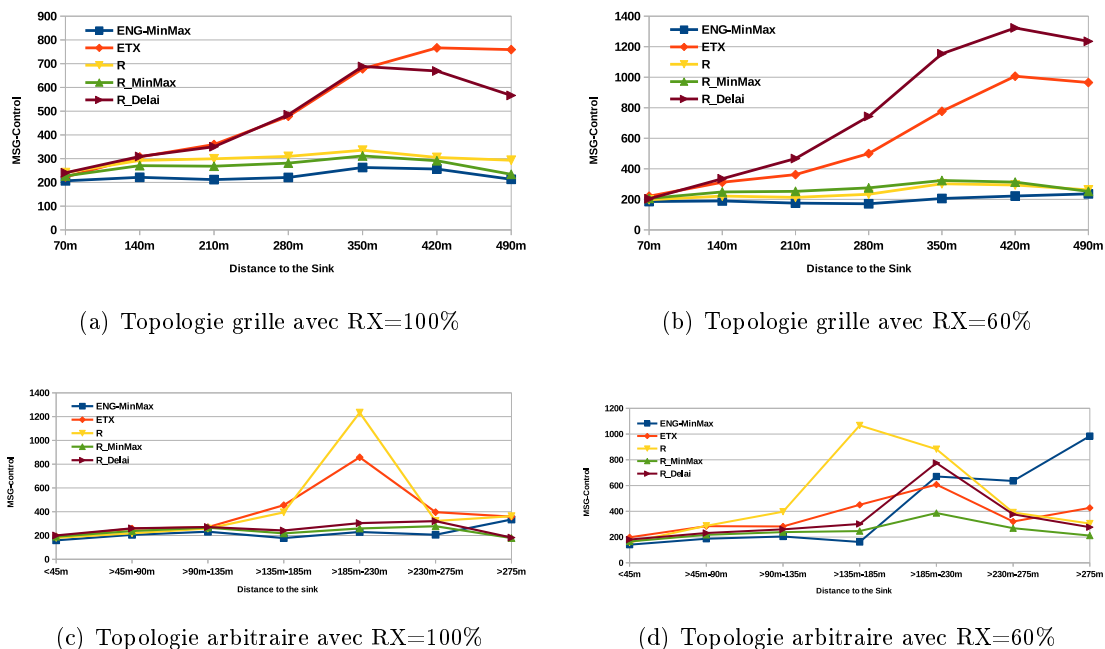 900
800
700
600
500
400
300
200
100
0
MSG-Control
ENG-MinMax
ETX
R
R_MinMax
R_Delai
70m 140m 210m 280m 350m 420m 490m
Distance to the Sink
(a) Topologie grille avec RX=100%
1400
1200
1000
800
600
400
200
0
MSG-Control
ENG-MinMax
ETX
R
R_MinMax
R_Delai
70m 140m 210m 280m 350m 420m 490m
Distance to the Sink
(b) Topologie grille avec RX=60%
1400
1200
1000
800
600
400
200
0
MSG-control
ENG-MinMax
ETX
R
R_MinMax
R_Delai
<45m >45m-90m >90m-135m >135m-185m >185m-230m >230m-275m >275m
Distance to the sink
(c) Topologie arbitraire avec RX=100%
1200
1000
800
600
400
200
0
MSG-Control
ENG-MinMax
ETX
R
R_MinMax
R_Delai
<45m >45m-90m >90m-135m >135m-185m >185m-230m >230m-275m >275m
Distance to the Sink
(d) Topologie arbitraire avec RX=60%